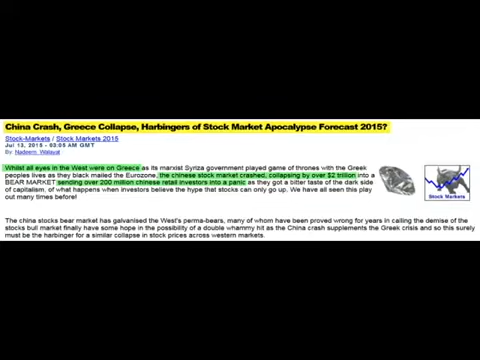 China Crash, Greece Collapse, Harbingers of Stock Market Apocalypse Forecast 2015?
Stock-Markets / Stock Markets 2015
Jul 13, 2015 - 03:05 AM GMT
By: Nadeem_Walayat
Whilst all eyes in the West were on Greece as its marxist Syriza government played game of thrones with the Greek
peoples lives as they black mailed the Eurozone, the chinese stock market crashed, collapsing by over $2 trillion into a
BEAR MARKET sending over 200 million chinese retail investors into a panic as they got a bitter taste of the dark side
of capitalism, of what happens when investors believe the hype that stocks can only go up. We have all seen this play
out many times before!
Stock Markets
The china stocks bear market has galvanised the West's perma-bears, many of whom have been proved wrong for years in calling the demise of the
stocks bull market finally have some hope in the possibility of a double whammy hit as the China crash supplements the Greek crisis and so this surely
must be the harbinger for a similar collapse in stock prices across western markets.